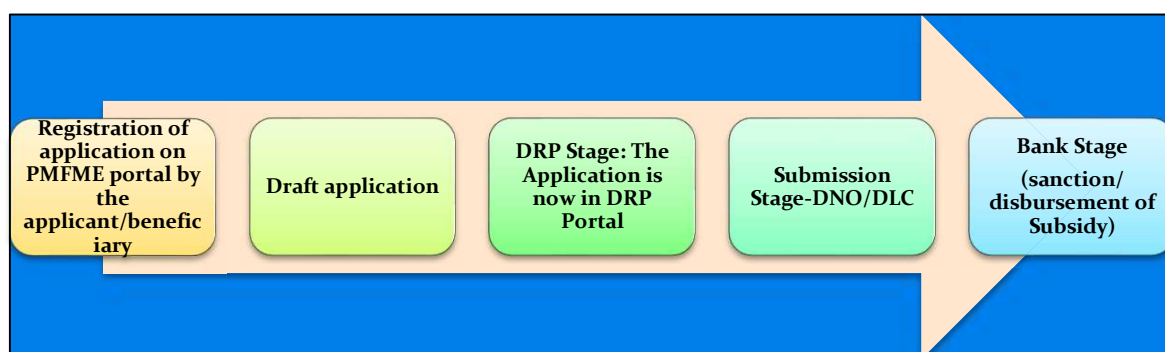 Registration of
application on
PMFME portal by
the
applicant/benefic
iary
Draft application
DRP Stage: The
Application is
now in DRP
Portal
Submission
Stage-DNO/DLC
Bank Stage
(sanction/
disbursement of
Subsidy)